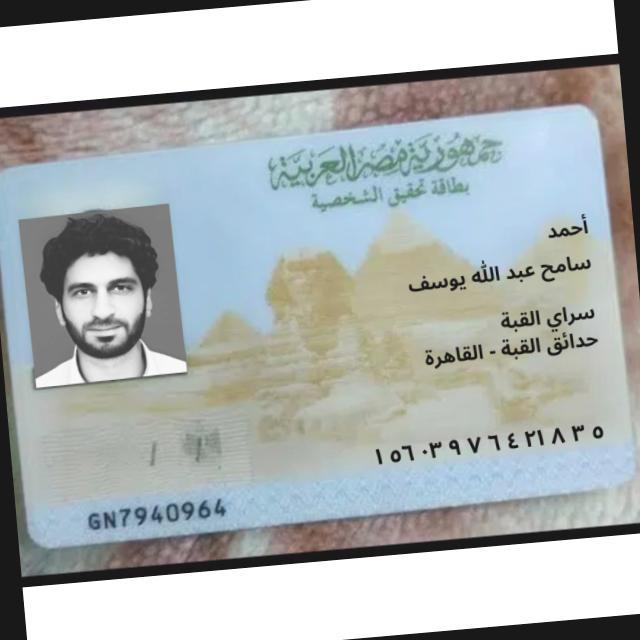 جمهورية مصر العربية
بطاقة تحقيق الشخصية
أحمد
سامح عبد الله يوسف
سراي القبة
حدائق القبة - القاهرة
١٥٦٠٣٩٧٦٤٢١٨٣٥
GN7940964